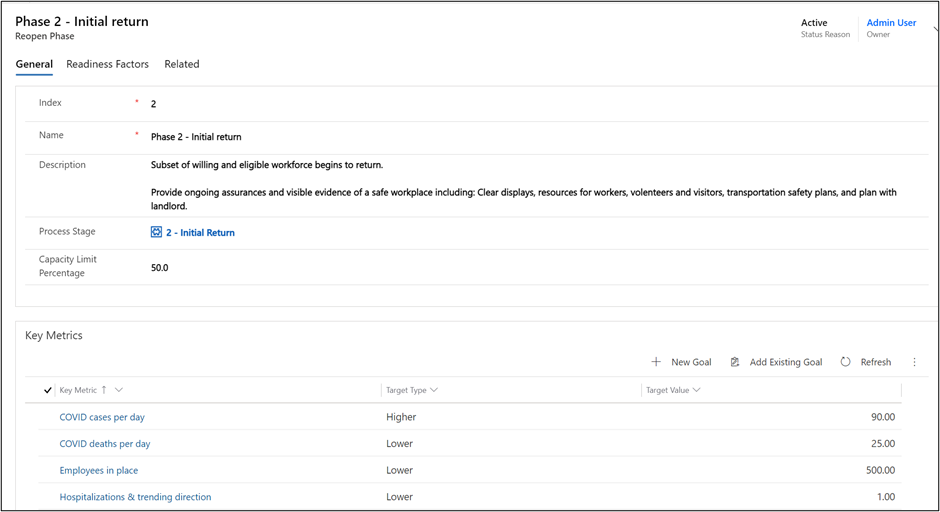 Phase 2 - Initial return
Reopen Phase
Active
Status Reason
Admin User
Owner
General Readiness Factors Related
Index * 2
Name * Phase 2 - Initial return
Description Subset of willing and eligible workforce begins to return.
Provide ongoing assurances and visible evidence of a safe workplace including: Clear displays, resources for workers, volenteers and visitors, transportation safety plans, and plan with
landlord.
Process Stage 2 - Initial Return
Capacity Limit
Percentage
50.0
Key Metrics
New Goal Add Existing Goal Refresh
Key Metric ↑ Target Type Target Value
COVID cases per day Higher 90.00
COVID deaths per day Lower 25.00
Employees in place Lower 500.00
Hospitalizations & trending direction Lower 1.00